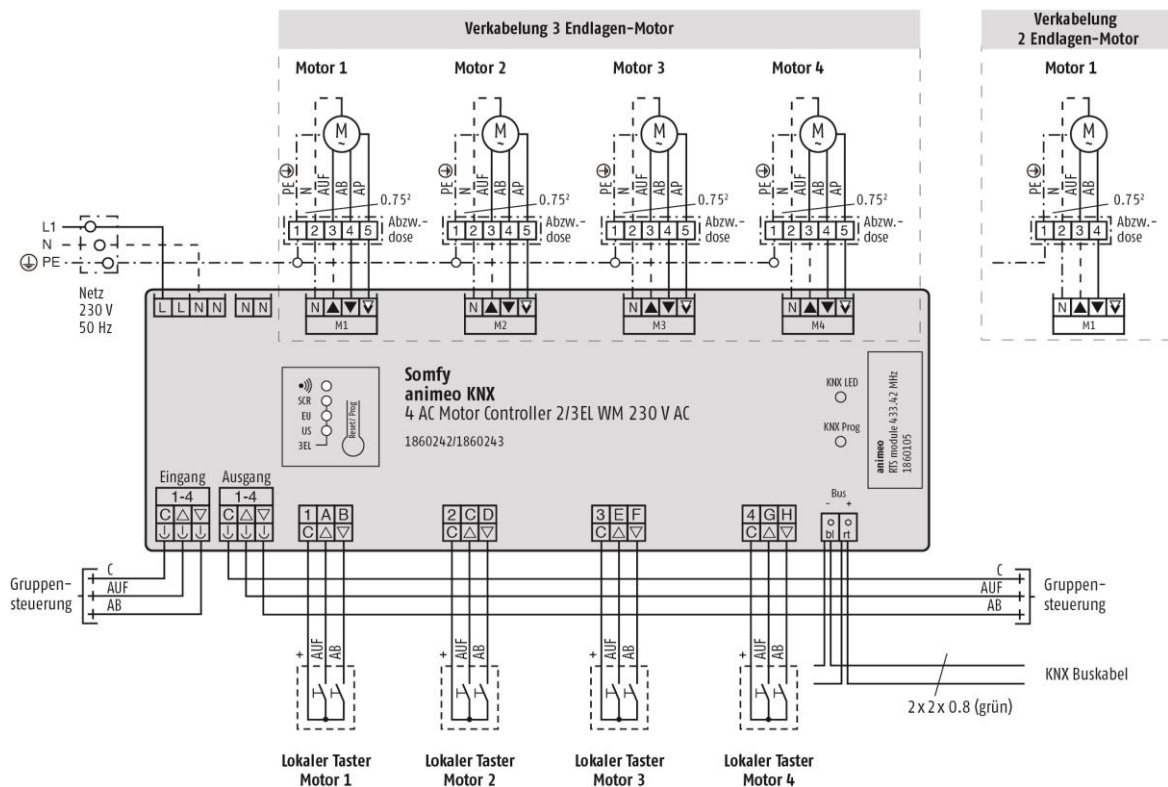 Verkabelung 3 Endlagen-Motor
Verkabelung
2 Endlagen-Motor
Motor 1
Motor 2
Motor 3
Motor 4
Motor 1
M
~
M
~
M
~
M
~
M
~
PE N AUF AB AP
PE N AUF AB AP
PE N AUF AB AP
PE N AUF AB AP
PE N AUF AB
0.75²
0.75²
0.75²
0.75²
0.75²
1 2 3 4 5
Abzw.-
dose
1 2 3 4 5
Abzw.-
dose
1 2 3 4 5
Abzw.-
dose
1 2 3 4 5
Abzw.-
dose
1 2 3 4
Abzw.-
dose
L1
N
PE
Netz
230 V
50 Hz
L L N N N N
N
M1
N
M2
N
M3
N
M4
N
M1
SCR
EU
US
3EL
Reset/ Prog
Somfy
animeo KNX
4 AC Motor Controller 2/3EL WM 230 V AC
1860242/1860243
KNX LED
KNX Prog
animeo
RTS module 433.42 MHz
1860105
Eingang
1-4
C
Ausgang
1-4
C
1 A B
C
2 C D
C
3 E F
C
4 G H
C
Bus
- +
bl rt
Gruppen-
steuerung
C
AUF
AB
C
AUF
AB
Gruppen-
steuerung
+ AUF AB
+ AUF AB
+ AUF AB
+ AUF AB
KNX Buskabel
2 x 2 x 0.8 (grün)
Lokaler Taster
Motor 1
Lokaler Taster
Motor 2
Lokaler Taster
Motor 3
Lokaler Taster
Motor 4